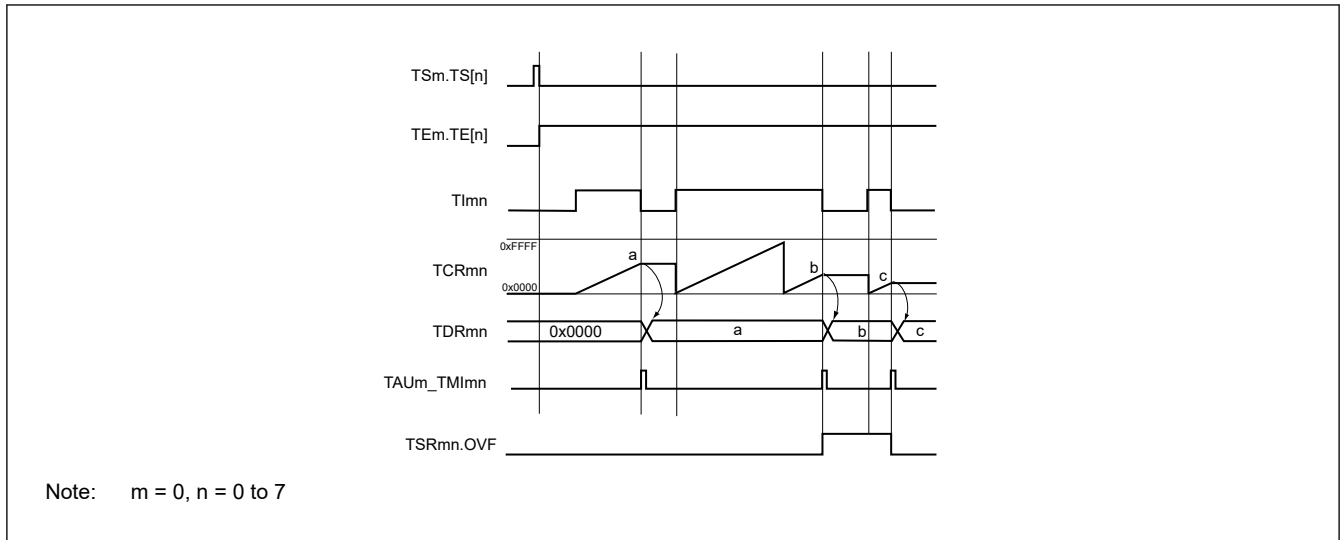 TSm.TS[n]
TEm.TE[n]
TImn
0xFFFF
a
b
c
TCRmn
0x0000
TDRmn
0x0000
a
b
c
TAUm_TMImn
TSRmn.OVF
Note: m = 0, n = 0 to 7